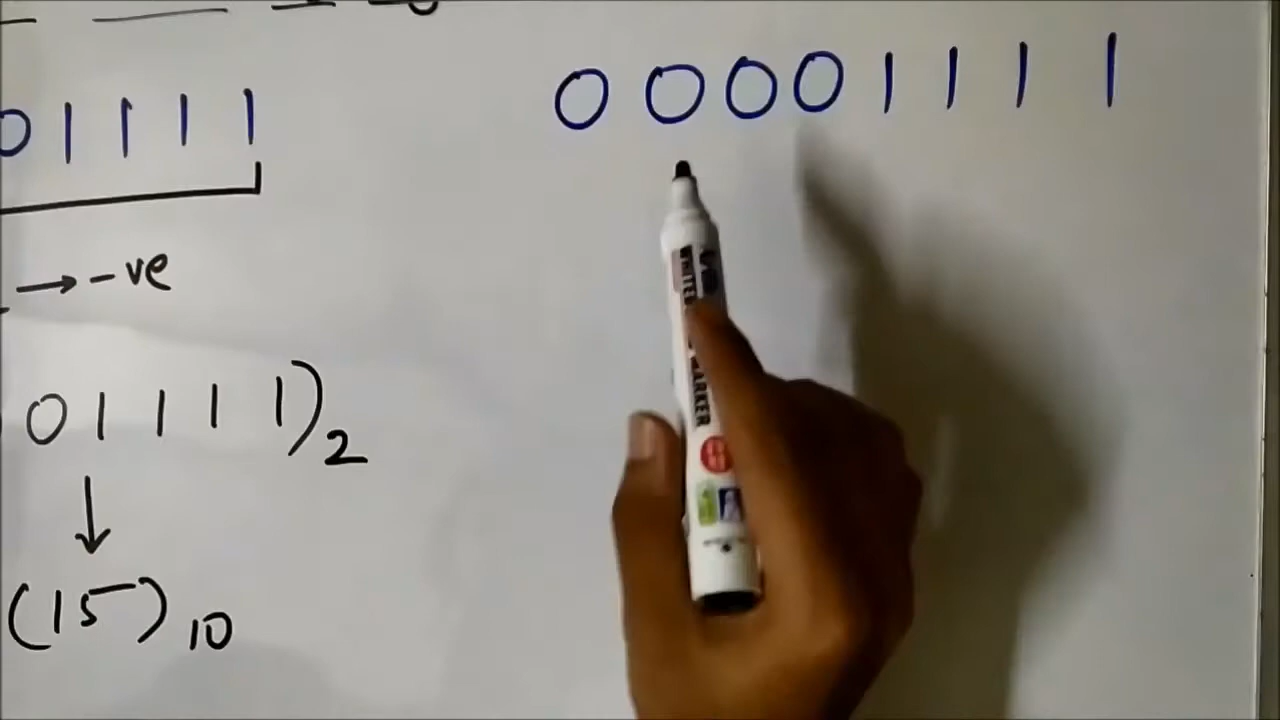 0 0 0 0 1 1 1 1
0 1 1 1 1
→ -ve
0 1 1 1 1)2
↓
(15)10
MARKER